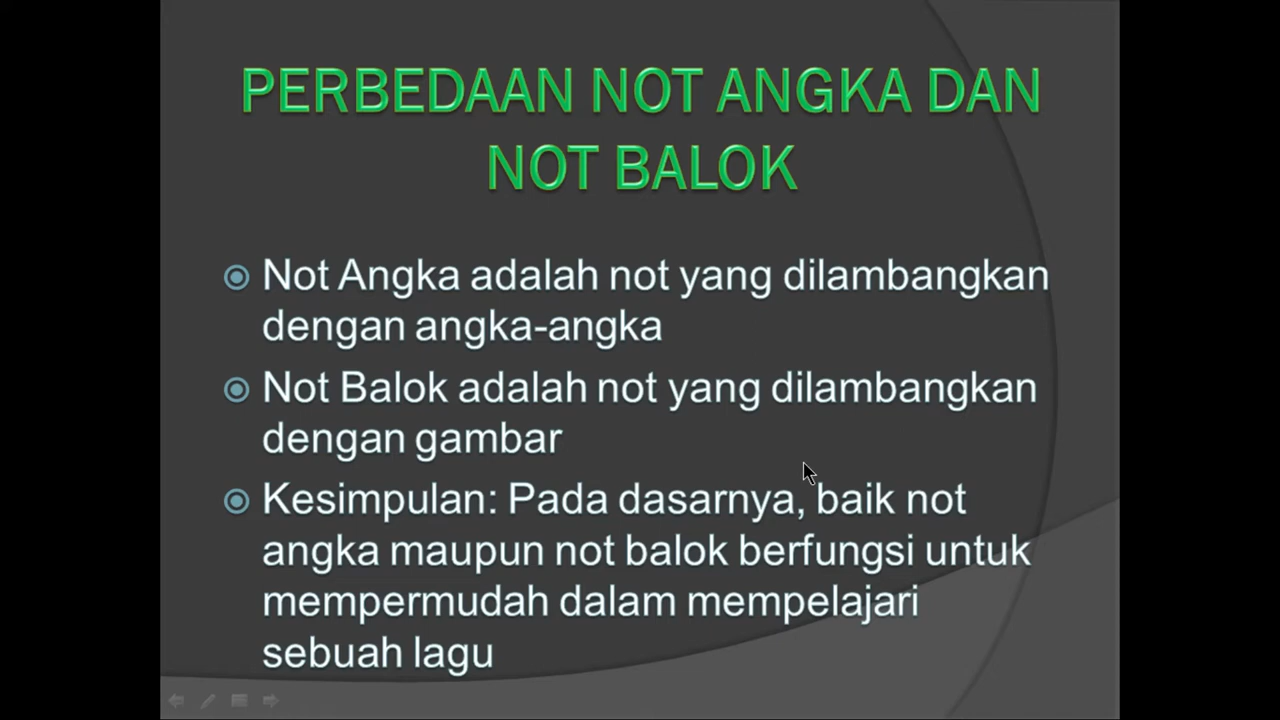 PERBEDAAN NOT ANGKA DAN
NOT BALOK
Not Angka adalah not yang dilambangkan
dengan angka-angka
Not Balok adalah not yang dilambangkan
dengan gambar
Kesimpulan: Pada dasarnya, baik not
angka maupun not balok berfungsi untuk
mempermudah dalam mempelajari
sebuah lagu